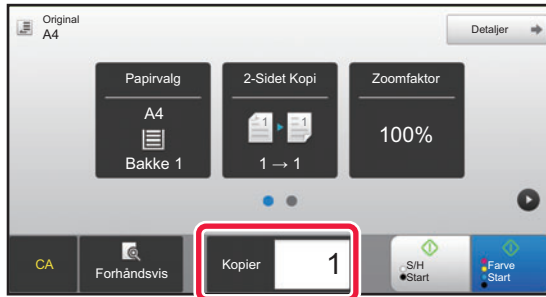 Original
A4
Detaljer
Papirvalg
A4
Bakke 1
2-Sidet Kopi
1 1
1 → 1
Zoomfaktor
100%
CA
Forhåndsvis
Kopier
1
S/H
Start
Farve
Start